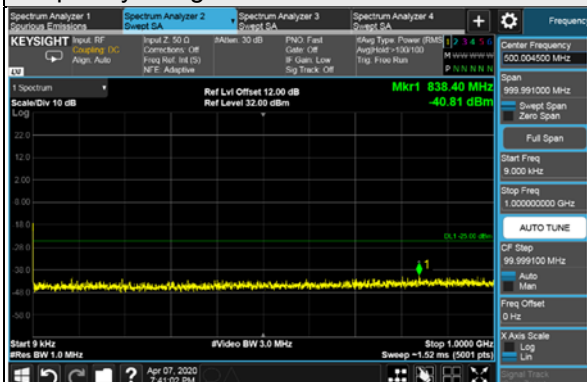 Spectrum Analyzer 1
Spurious Emissions
Spectrum Analyzer 2
Swept SA
Spectrum Analyzer 3
Swept SA
Spectrum Analyzer 4
Swept SA
+
Frequency
KEYSIGHT
Input: RF
Coupling: DC
Align: Auto
Input Z: 50 Ω
Corrections: Off
Freq Ref: Int (S)
NFE: Adaptive
#Atten: 30 dB
PNO: Fast
Gate: Off
IF Gain: Low
Sig Track: Off
#Avg Type: Power (RMS)
Avg|Hold:>100/100
Trig: Free Run
1 2 3 4 5 6
M W W W W W
P N N N N N
LW
1 Spectrum
Scale/Div 10 dB
Log
Ref Lvl Offset 12.00 dB
Ref Level 32.00 dBm
Mkr1 838.40 MHz
-40.81 dBm
22.0
12.0
2.00
-8.00
-18.0
-28.0
-38.0
-48.0
-58.0
DL1 -25.00 dBm
1
Start 9 kHz
#Res BW 1.0 MHz
#Video BW 3.0 MHz
Stop 1.0000 GHz
Sweep ~1.52 ms (5001 pts)
Center Frequency
500.004500 MHz
Span
999.991000 MHz
Swept Span
Zero Span
Full Span
Start Freq
9.000 kHz
Stop Freq
1.000000000 GHz
AUTO TUNE
CF Step
99.999100 MHz
Auto
Man
Freq Offset
0 Hz
X Axis Scale
Log
Lin
Signal Track
?
Apr 07, 2020
7:41:02 PM